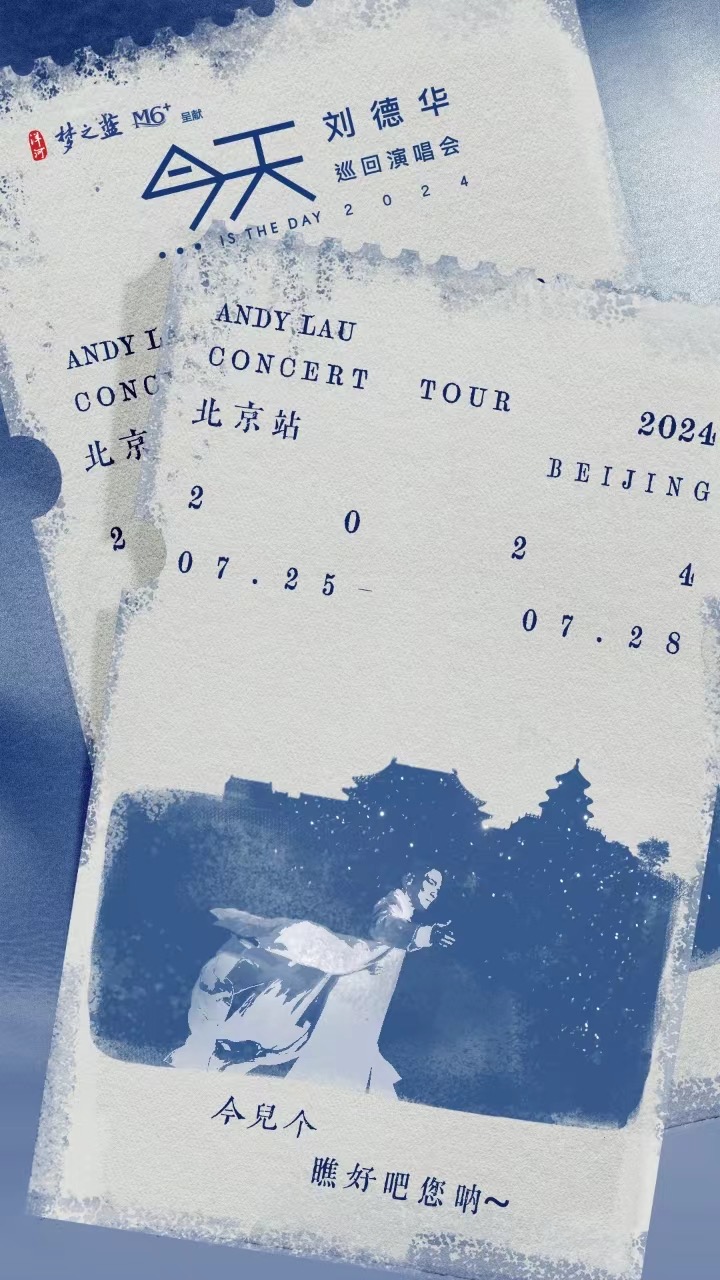 洋河 梦之蓝 M6+ 呈献
今天 刘德华
巡回演唱会
••• IS THE DAY 2 0 2 4
ANDY L
CONC
北京
2
ANDY LAU
CONCERT TOUR 2024
北京站 BEIJING
2 0 2 4
07.25–
07.28
今兒个
瞧好吧您呐~